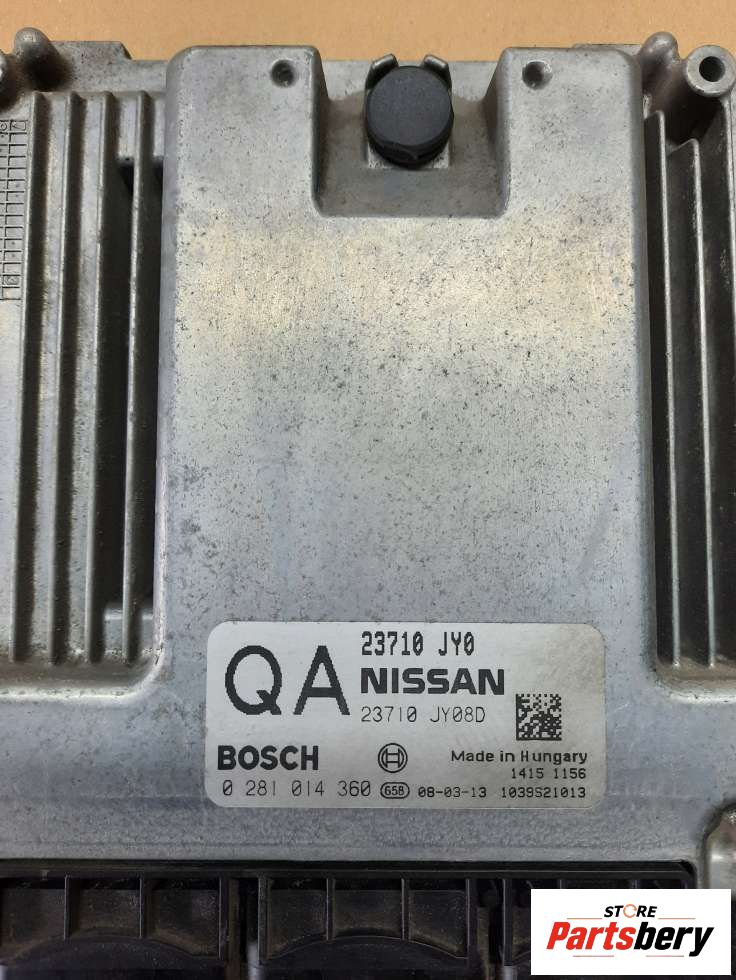 23710 JY0
QA NISSAN
23710 JY08D
BOSCH Made in Hungary
1415 1156
0 281 014 360 658 08-03-13 1039S21013
STORE
Partsbery